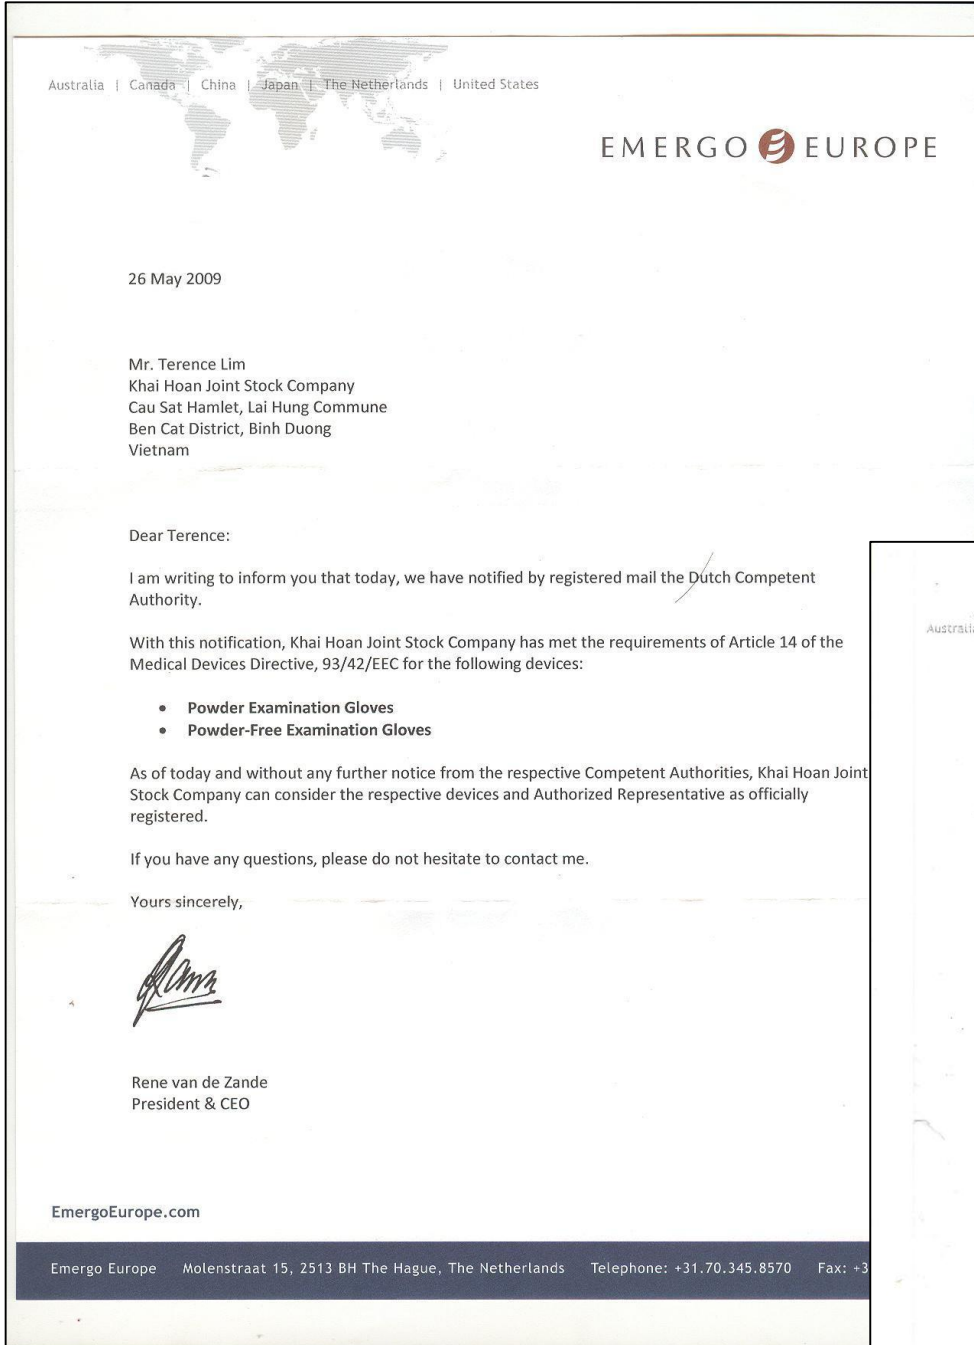 Australia | Canada | China | Japan | The Netherlands | United States
EMERGO EUROPE
26 May 2009
Mr. Terence Lim
Khai Hoan Joint Stock Company
Cau Sat Hamlet, Lai Hung Commune
Ben Cat District, Binh Duong
Vietnam
Dear Terence:
I am writing to inform you that today, we have notified by registered mail the Dutch Competent
Authority.
With this notification, Khai Hoan Joint Stock Company has met the requirements of Article 14 of the
Medical Devices Directive, 93/42/EEC for the following devices:
• Powder Examination Gloves
• Powder-Free Examination Gloves
As of today and without any further notice from the respective Competent Authorities, Khai Hoan Joint
Stock Company can consider the respective devices and Authorized Representative as officially
registered.
If you have any questions, please do not hesitate to contact me.
Yours sincerely,
Rene van de Zande
President & CEO
EmergoEurope.com
Emergo Europe Molenstraat 15, 2513 BH The Hague, The Netherlands Telephone: +31.70.345.8570 Fax: +3